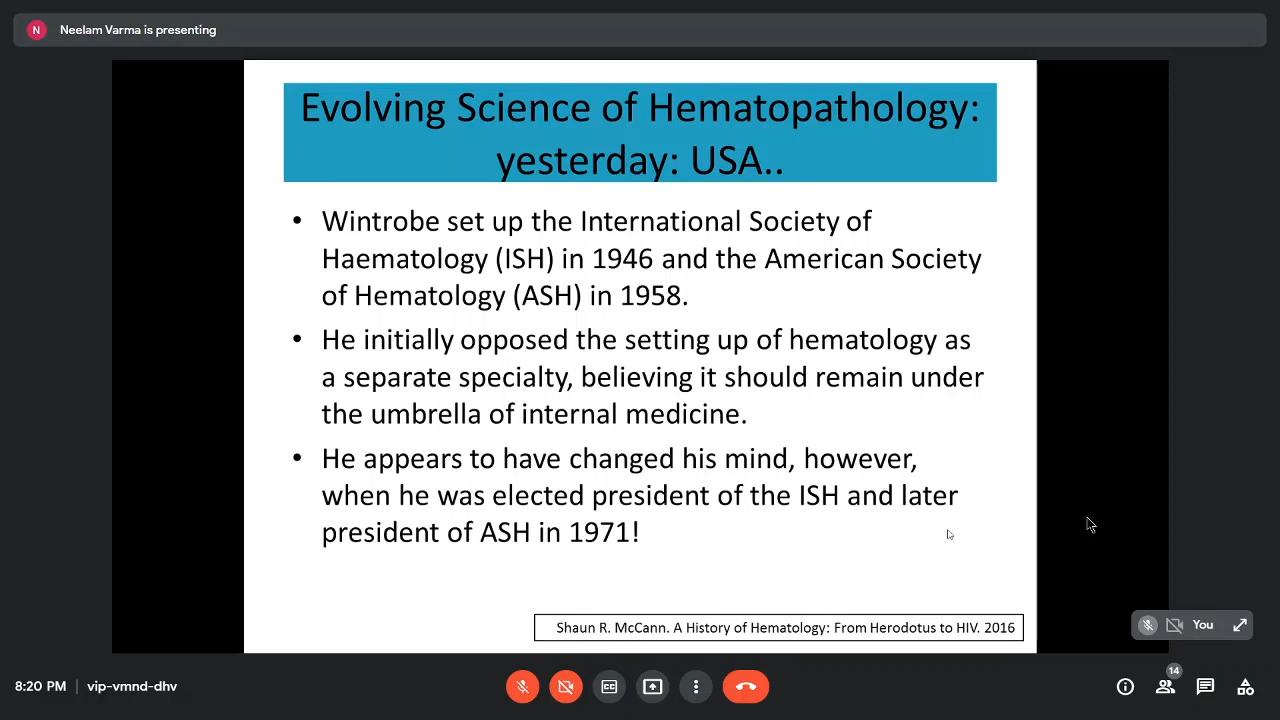 N Neelam Varma is presenting
Evolving Science of Hematopathology:
yesterday: USA..
• Wintrobe set up the International Society of
Haematology (ISH) in 1946 and the American Society
of Hematology (ASH) in 1958.
• He initially opposed the setting up of hematology as
a separate specialty, believing it should remain under
the umbrella of internal medicine.
• He appears to have changed his mind, however,
when he was elected president of the ISH and later
president of ASH in 1971!
Shaun R. McCann. A History of Hematology: From Herodotus to HIV. 2016
You
8:20 PM | vip-vmnd-dhv
CC
14